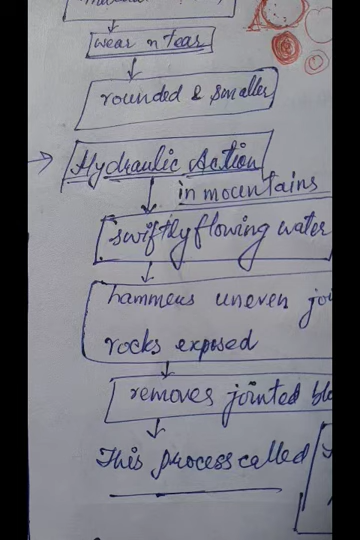 wear n tear
rounded & smaller
Hydraulic Action
in mountains
swiftly flowing water
hammers uneven
rocks exposed
removes jointed
This process called